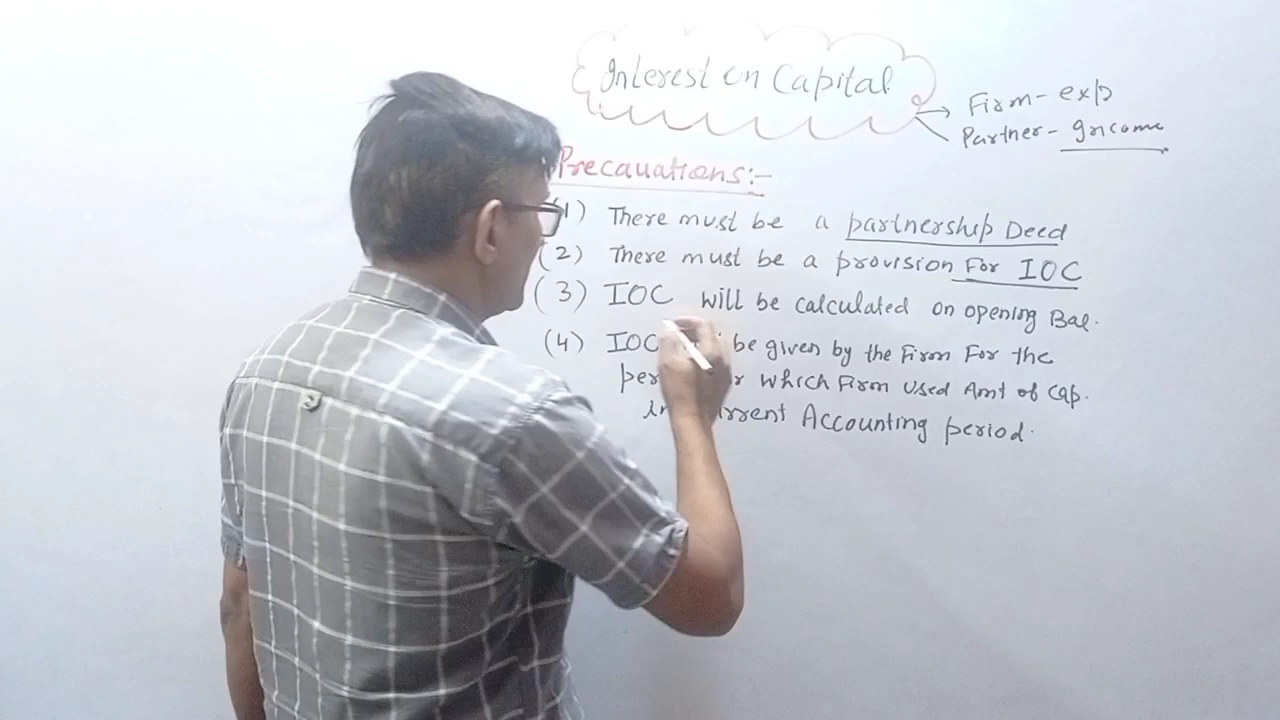 Interest on Capital
Firm - exp
Partner - Income
Precauations:-
(1) There must be a partnership Deed
(2) There must be a provision For IOC
(3) IOC will be calculated on opening Bal.
(4) IOC be given by the Firm For the
which Firm used Amt of cap.
Accounting period.